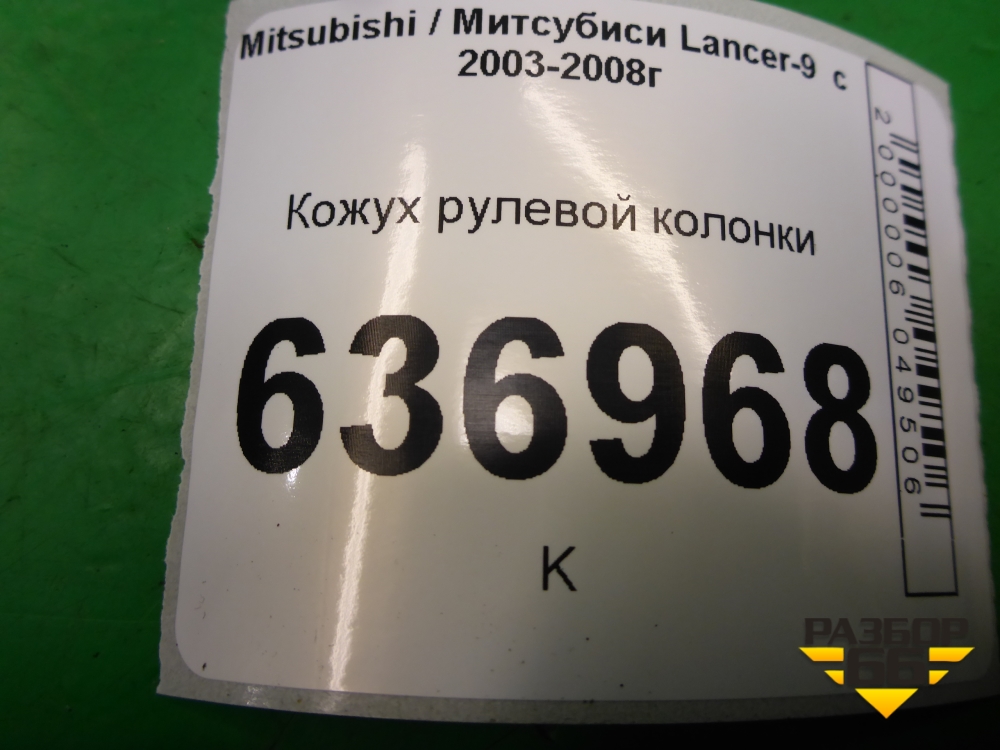 Mitsubishi / Митсубиси Lancer-9 с
2003-2008г
Кожух рулевой колонки
636968
К
2000006049506
РАЗБОР
66